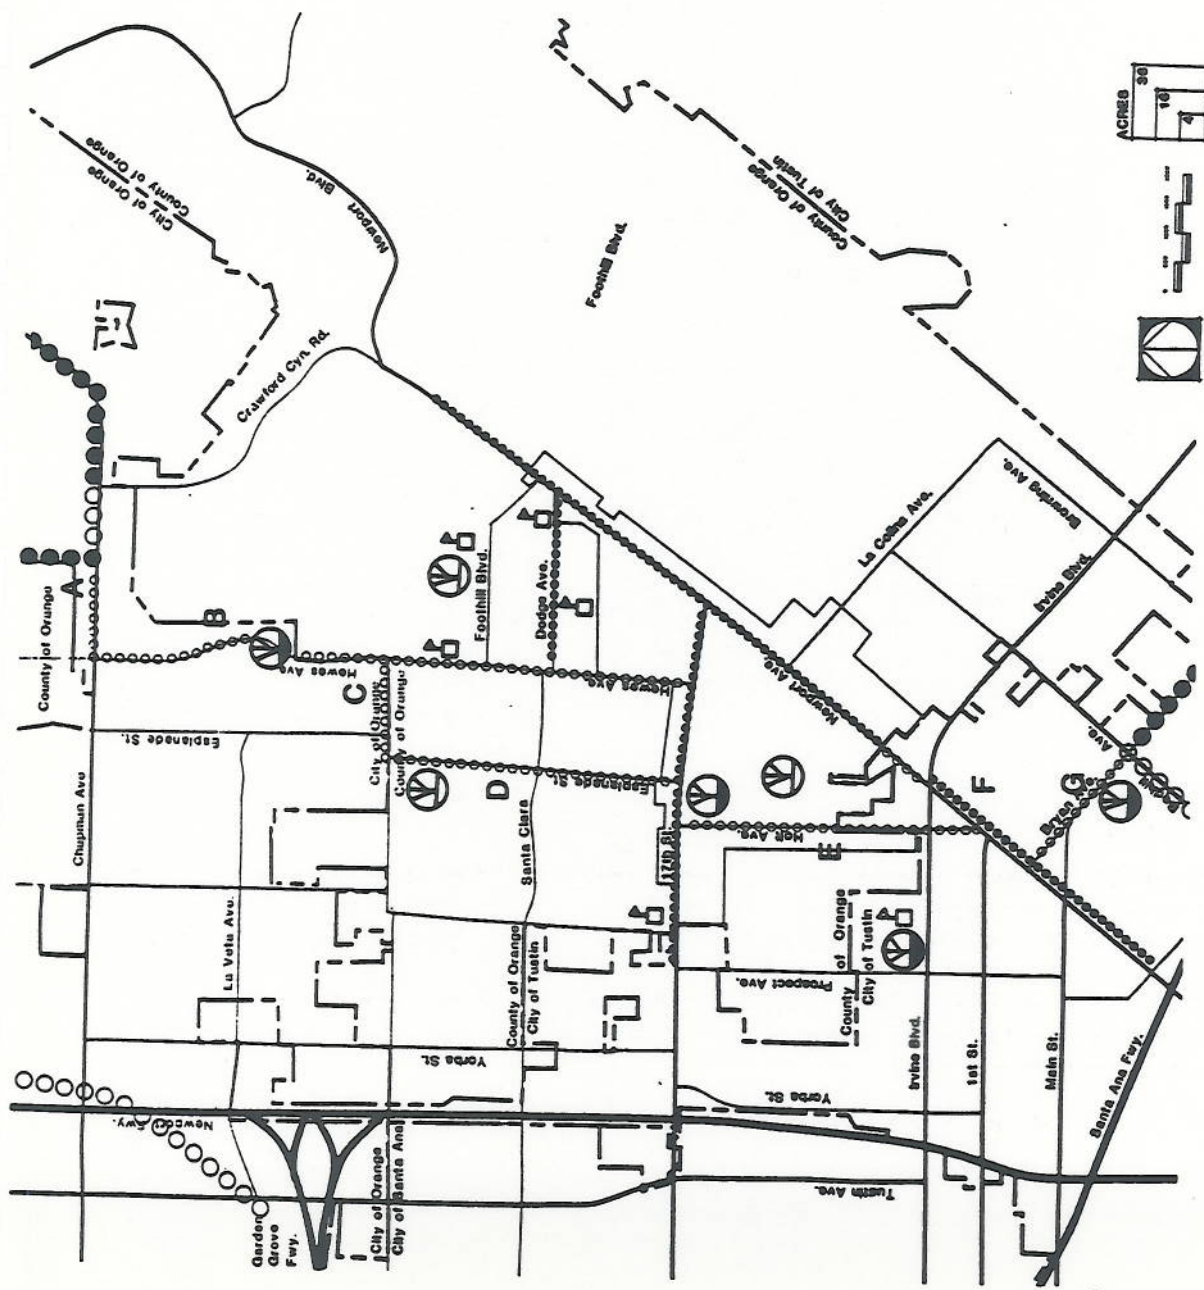 City of Orange
County of Orange
Newport
Blvd.
ACRES
36
16
4
Crawford Cyn. Rd.
Foothill Blvd.
County of Orange
City of Tustin
County of Orange
A
B
Hewes Ave.
C
City of Orange
County of Orange
Esplanade St.
Chapman Ave
La Veta Ave.
Foothill Blvd.
Dodge Ave.
Hewes Ave.
D
Esplanade St.
Santa Clara
17th St.
Newport Ave.
La Colina Ave.
Browning Ave.
Irvine Blvd
Holt Ave.
E
F
G
Bryan
Ave.
County of Orange
City of Tustin
County of Orange
City of Tustin
Prospect Ave.
Yorba St.
Yorba St.
Irvine Blvd.
1st St.
Main St.
Santa Ana Fwy.
Newport
Fwy.
Garden
Grove
Fwy.
City of Orange
City of Santa Ana
Tustin Ave.